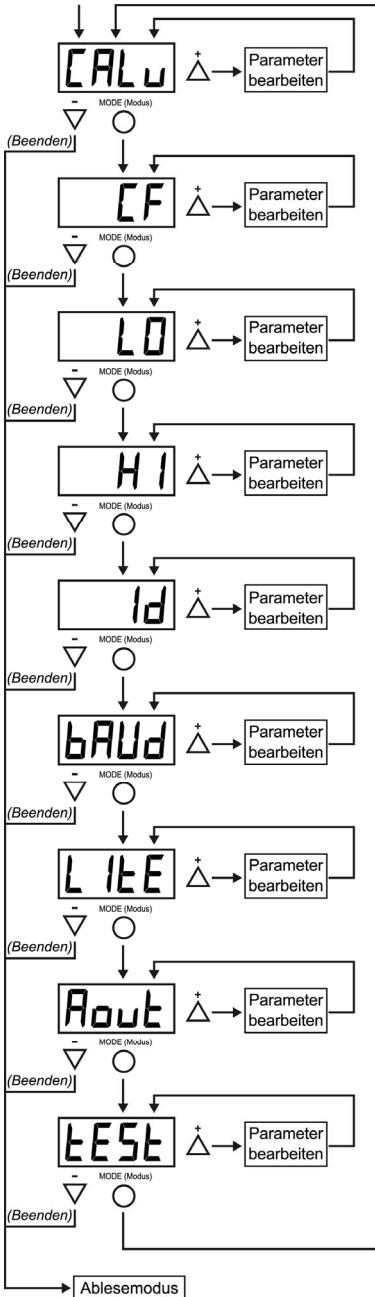 CALu
+
Parameter
bearbeiten
-
MODE (Modus)
(Beenden)
CF
+
Parameter
bearbeiten
-
MODE (Modus)
(Beenden)
LO
+
Parameter
bearbeiten
-
MODE (Modus)
(Beenden)
HI
+
Parameter
bearbeiten
-
MODE (Modus)
(Beenden)
Id
+
Parameter
bearbeiten
-
MODE (Modus)
(Beenden)
bAUd
+
Parameter
bearbeiten
-
MODE (Modus)
(Beenden)
LItE
+
Parameter
bearbeiten
-
MODE (Modus)
(Beenden)
Aout
+
Parameter
bearbeiten
-
MODE (Modus)
(Beenden)
tESt
+
Parameter
bearbeiten
-
MODE (Modus)
(Beenden)
Ablesemodus